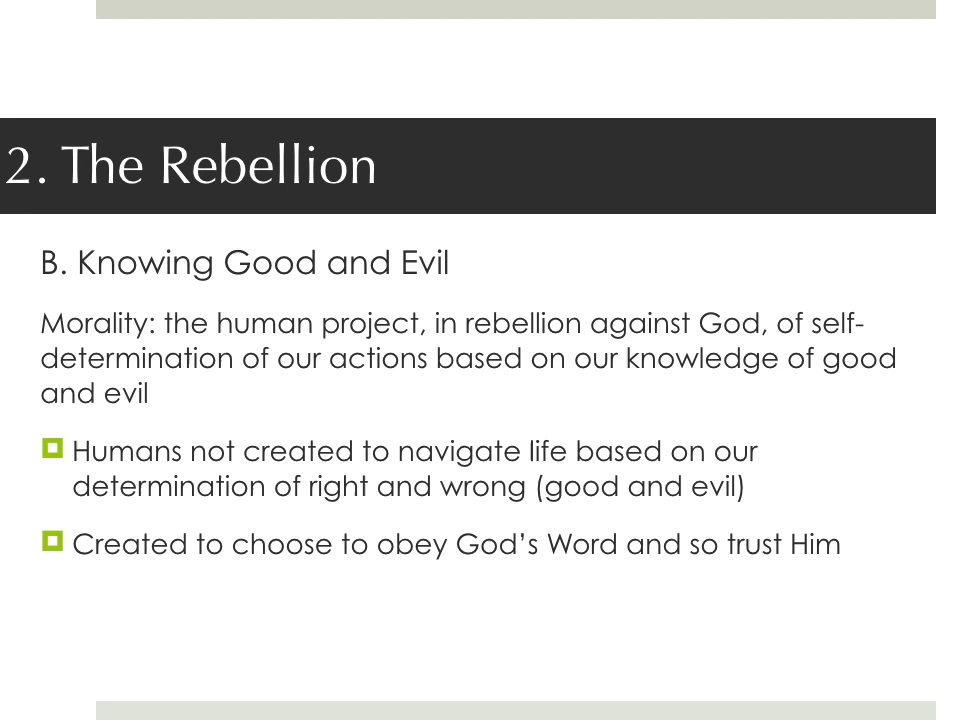 2. The Rebellion
B. Knowing Good and Evil
Morality: the human project, in rebellion against God, of self-
determination of our actions based on our knowledge of good
and evil
Humans not created to navigate life based on our
determination of right and wrong (good and evil)
Created to choose to obey God’s Word and so trust Him